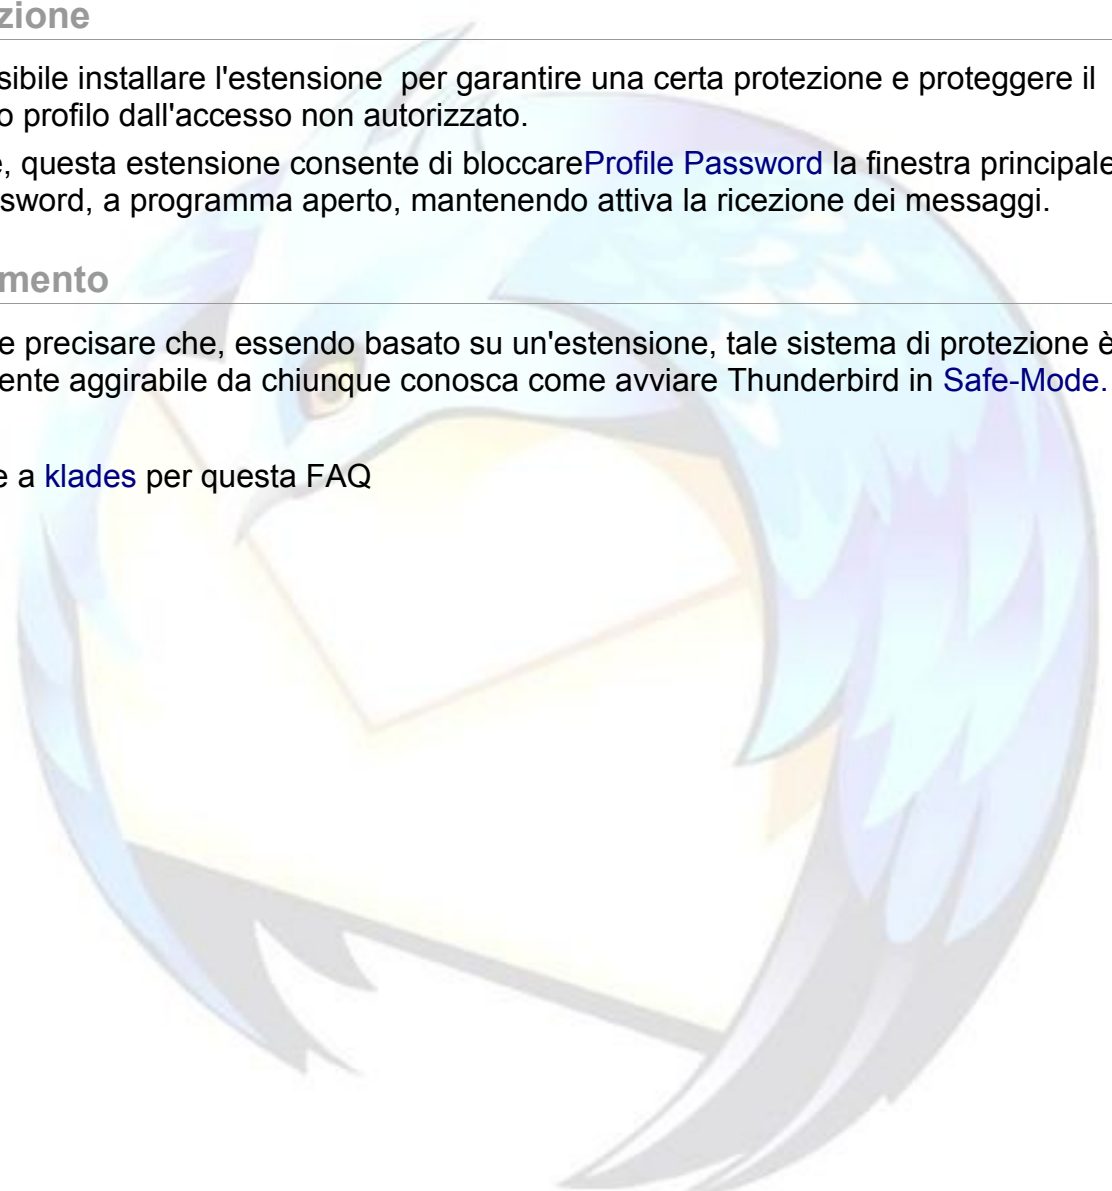 zione
sibile installare l'estensione  per garantire una certa protezione e proteggere il
o profilo dall'accesso non autorizzato.
e, questa estensione consente di bloccareProfile Password la finestra principale
sword, a programma aperto, mantenendo attiva la ricezione dei messaggi.
mento
e precisare che, essendo basato su un'estensione, tale sistema di protezione è
ente aggirabile da chiunque conosca come avviare Thunderbird in Safe-Mode.
e a klades per questa FAQ